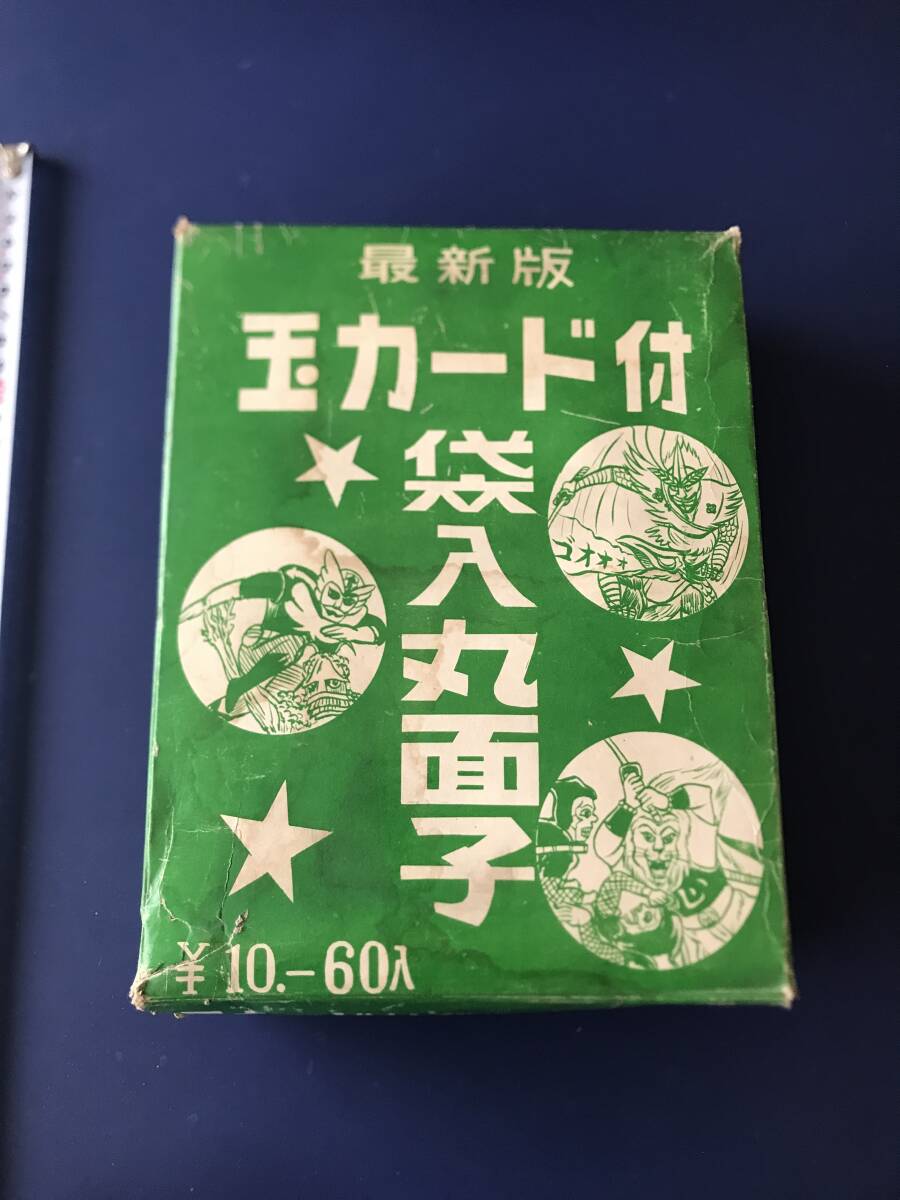 最新版
玉カード付
袋入丸面子
ゴオオォ
¥10.-60入